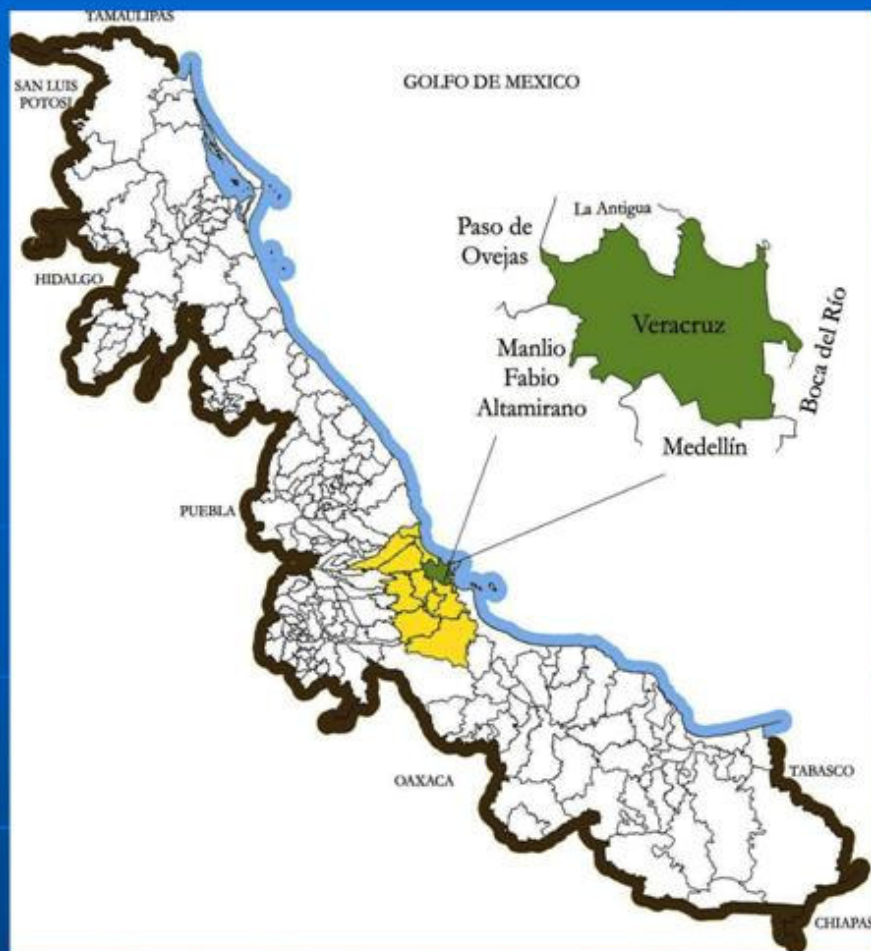 TAMAULIPAS
SAN LUIS
POTOSI
GOLFO DE MEXICO
La Antigua
Paso de
Ovejas
HIDALGO
Veracruz
Boca del Río
Manlio
Fabio
Altamirano
Medellín
PUEBLA
OAXACA
TABASCO
CHIAPAS